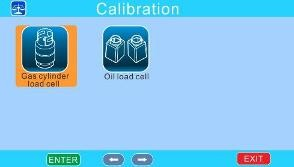 Calibration
Gas cylinder
load cell
Oil load cell
ENTER
EXIT